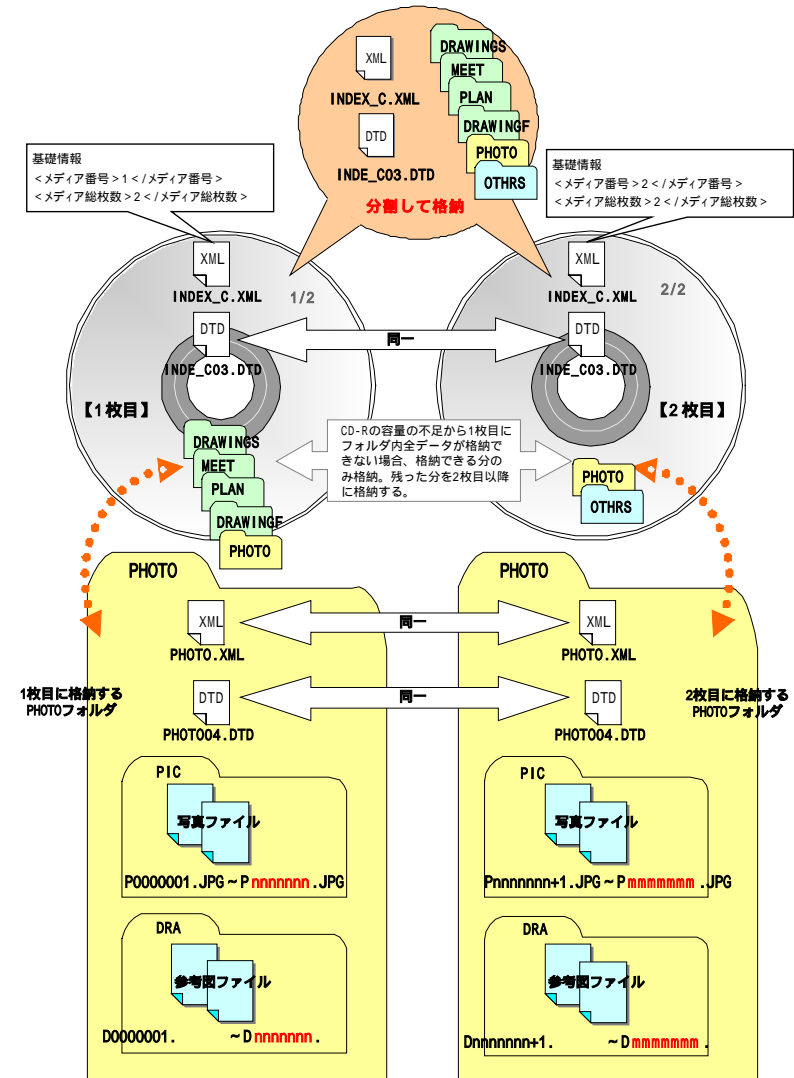 XML
INDEX_C.XML
DTD
INDE_C03.DTD
分割して格納
DRAWINGS
MEET
PLAN
DRAWINGF
PHOTO
OTHRS
基礎情報
<メディア番号>1</メディア番号>
<メディア総枚数>2</メディア総枚数>
基礎情報
<メディア番号>2</メディア番号>
<メディア総枚数>2</メディア総枚数>
XML
INDEX_C.XML
1/2
DTD
INDE_C03.DTD
【1枚目】
同一
XML
INDEX_C.XML
2/2
DTD
INDE_C03.DTD
【2枚目】
DRAWINGS
MEET
PLAN
DRAWINGF
PHOTO
CD-Rの容量の不足から1枚目に
フォルダ内全データが格納で
きない場合、格納できる分の
み格納。残った分を2枚目以降
に格納する。
PHOTO
OTHRS
PHOTO
XML
PHOTO.XML
同一
1枚目に格納する
PHOTOフォルダ
DTD
PHOTO04.DTD
同一
PIC
写真ファイル
P0000001.JPG~Pnnnnnnn.JPG
DRA
参考図ファイル
D0000001. ~Dnnnnnnn.
PHOTO
XML
PHOTO.XML
2枚目に格納する
PHOTOフォルダ
DTD
PHOTO04.DTD
PIC
写真ファイル
Pnnnnnnn+1.JPG~Pmmmmmmm.JPG
DRA
参考図ファイル
Dnnnnnnn+1. ~Dmmmmmmm.